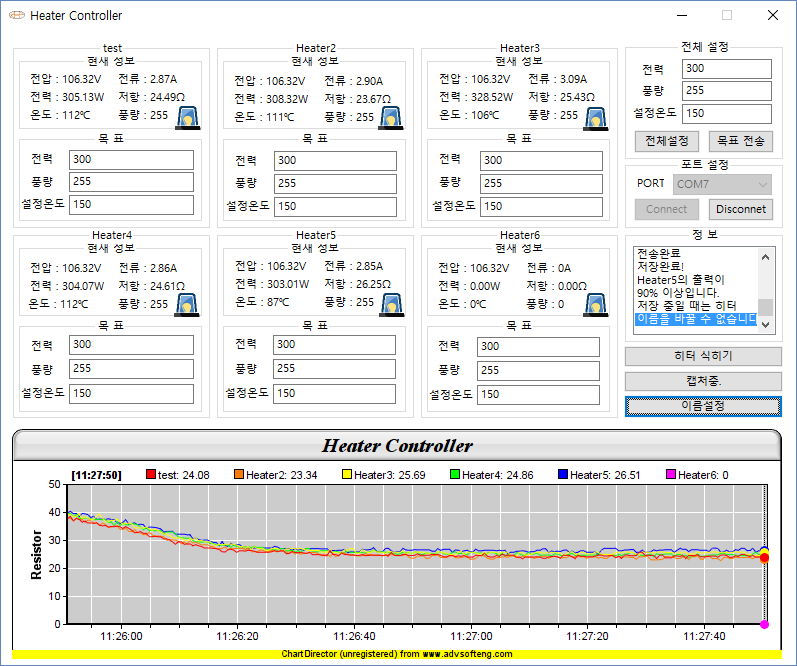 Heater Controller
test
현재 정보
전압 : 106.32V 전류 : 2.87A
전력 : 305.13W 저항 : 24.49Ω
온도 : 112℃ 풍량 : 255
목 표
전력 300
풍량 255
설정온도 150
Heater2
현재 정보
전압 : 106.32V 전류 : 2.90A
전력 : 308.32W 저항 : 23.67Ω
온도 : 111℃ 풍량 : 255
목 표
전력 300
풍량 255
설정온도 150
Heater3
현재 정보
전압 : 106.32V 전류 : 3.09A
전력 : 328.52W 저항 : 25.43Ω
온도 : 106℃ 풍량 : 255
목 표
전력 300
풍량 255
설정온도 150
전체 설정
전력 300
풍량 255
설정온도 150
전체설정 목표 전송
포트 설정
PORT COM7
Connect Disconnet
Heater4
현재 정보
전압 : 106.32V 전류 : 2.86A
전력 : 304.07W 저항 : 24.61Ω
온도 : 112℃ 풍량 : 255
목 표
전력 300
풍량 255
설정온도 150
Heater5
현재 정보
전압 : 106.32V 전류 : 2.85A
전력 : 303.01W 저항 : 26.25Ω
온도 : 87℃ 풍량 : 255
목 표
전력 300
풍량 255
설정온도 150
Heater6
현재 정보
전압 : 106.32V 전류 : 0A
전력 : 0.00W 저항 : 0.00Ω
온도 : 0℃ 풍량 : 0
목 표
전력 300
풍량 255
설정온도 150
정 보
전송완료
저장완료!
Heater5의 출력이
90% 이상입니다.
저장 중일 때는 히터
이름을 바꿀 수 없습니다
히터 식히기
캡처중.
이름설정
Heater Controller
[11:27:50] test: 24.08 Heater2: 23.34 Heater3: 25.69 Heater4: 24.86 Heater5: 26.51 Heater6: 0
Resistor
50
40
30
20
10
0
11:26:00 11:26:20 11:26:40 11:27:00 11:27:20 11:27:40
ChartDirector (unregistered) from www.advsofteng.com